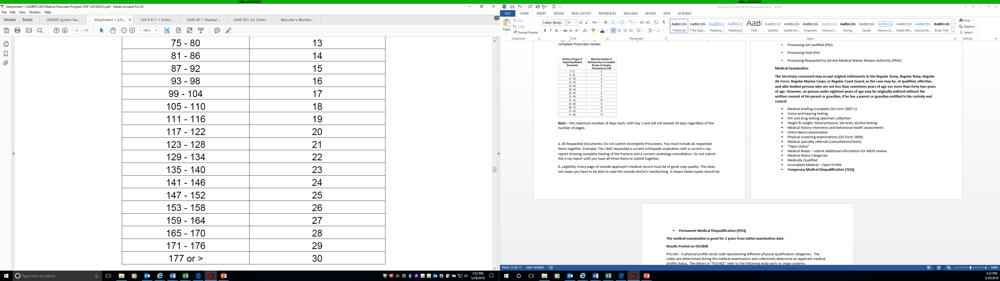 UNCLASSIFIED
Attachment 1 (USMEPCOM Medical Prescreen Program SOP v20180522).pdf - Adobe Acrobat Pro DC
File Edit View Window Help
Home Tools USMIRS System Na... Attachment 1 (US... × UM R 611-1 Enlist... UMR 40-1 Medical ... UMR 601-23, Enlist... Recruiter's Workbo...
27 / 47 196%
75 - 80 13
81 - 86 14
87 - 92 15
93 - 98 16
99 - 104 17
105 - 110 18
111 - 116 19
117 - 122 20
123 - 128 21
129 - 134 22
135 - 140 23
141 - 146 24
147 - 152 25
153 - 158 26
159 - 164 27
165 - 170 28
171 - 176 29
177 or > 30
Type here to search
3:52 PM
5/29/2018
UNCLASSIFIED
Recruiter's Guide Word document.docx - Word
FILE HOME INSERT DESIGN PAGE LAYOUT REFERENCES MAILINGS REVIEW VIEW ACROBAT
Paste
Cut
Copy
Format Painter
Clipboard
Calibri (Body) 11
Font
Paragraph
AaBbCcDc AaBbCcDc AaBbCc AaBbCcC AaBl AaBbCcC AaBbCcDc AaBbCcDc AaBbCcDc AaBbCcDc AaBbCcDc AaBbCcDc AABBCCDC AABBCCDC AaBbCcDc
¶ Normal ¶ No Spac... Heading 1 Heading 2 Title Subtitle Subtle Em... Emphasis Intense E... Strong Quote Intense Q... Subtle Ref... Intense Re... Book Title
Styles
Find
Replace
Select
Editing
complete Prescreen review.
Number of Pages of Supporting Medical Documents
Maximum Number of Business Days to Complete Review of Complex Prescreens by COB
0 - 5 2
6 - 20 3
21 - 26 4
27 - 32 5
33 - 38 6
39 - 44 7
45 - 50 8
51 - 56 9
57 - 62 10
63 - 68 11
69 - 74 12
75 - 80 13
81 - 86 14
Note – the maximum number of days starts with Day 1 and will not exceed 30 days regardless of the
number of pages.
a. All Requested Documents: Do not submit incomplete Prescreens. You must include all requested
items together. Example: The CMO requested a current orthopedic evaluation with a current x-ray
report showing complete healing of the fracture and a current cardiology consultation. Do not submit
the x-ray report until you have all three items to submit together.
b. Legibility: Every page of outside applicant's medical record must be of good copy quality. This does
not mean you have to be able to read the outside doctor's handwriting. It means faxed copies should be
• Processing not Justified (PNJ)
• Processing Hold (PH)
• Processing Requested by Service Medical Waiver Review Authority (PRW)
Medical Examination
The Secretary concerned may accept original enlistments in the Regular Army, Regular Navy, Regular
Air Force, Regular Marine Corps, or Regular Coast Guard, as the case may be, of qualified, effective,
and able-bodied persons who are not less than seventeen years of age nor more than forty-two years
of age. However, no person under eighteen years of age may be originally enlisted without the
written consent of his parent or guardian, if he has a parent or guardian entitled to his custody and
control
▪ Medical briefing (complete DD Form 2807-1)
▪ Vision and hearing testing
▪ HIV and drug testing specimen collection
▪ Height & weight, blood pressure, lab tests, alcohol testing
▪ Medical history interviews and behavioral health assessments
▪ Ortho-Neuro examination
▪ Physical screening examinations (DD Form 2808)
▪ Medical specialty referrals (consultations/tests)
▪ “Open status”
▪ Medical Reads – submit additional information for MEPS review
▪ Medical Status Categories
▪ Medically Qualified
▪ Incomplete Medical – Open Profile
▪ Temporary Medical Disqualification (TDQ)
▪ Permanent Medical Disqualification (PDQ)
The medical examination is good for 2 years from initial examination date.
Results Posted on DD2808
PULHES - A physical profile serial code representing different physical qualification categories. The
codes are determined during the medical examination and collectively determine an applicant medical
profile status. The letters in “PULHES” refer to the following body parts or organ systems:
PAGE 15 OF 17 4481 WORDS 100%
3:52 PM
5/29/2018